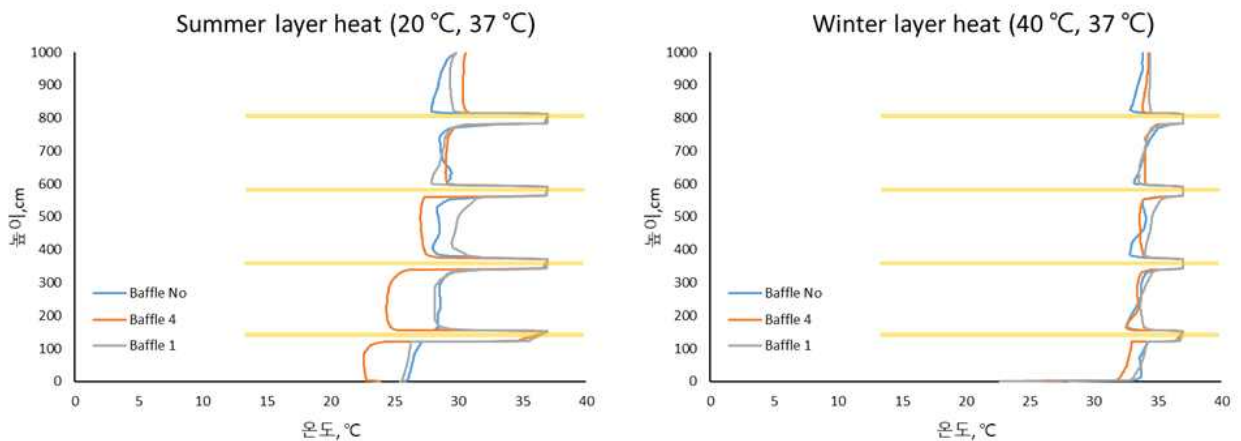 Summer layer heat (20 ℃, 37 ℃)
1000
900
800
700
600
500
400
300
200
100
0
높이,cm
Baffle No
Baffle 4
Baffle 1
0 5 10 15 20 25 30 35 40
온도, ℃
Winter layer heat (40 ℃, 37 ℃)
1000
900
800
700
600
500
400
300
200
100
0
높이,cm
Baffle No
Baffle 4
Baffle 1
0 5 10 15 20 25 30 35 40
온도, ℃